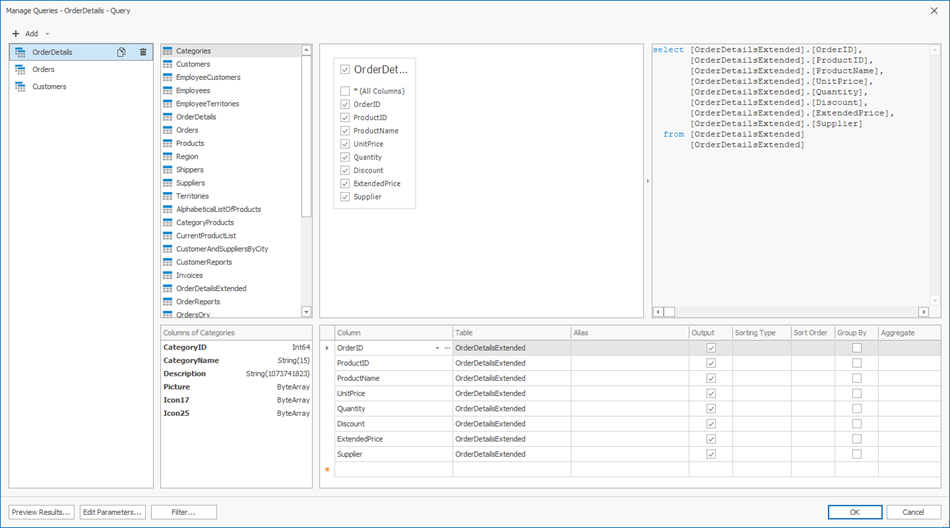 Manage Queries - OrderDetails - Query
Add
OrderDetails
Orders
Customers
Categories
Customers
EmployeeCustomers
Employees
EmployeeTerritories
OrderDetails
Orders
Products
Region
Shippers
Suppliers
Territories
AlphabeticalListOfProducts
CategoryProducts
CurrentProductList
CustomerAndSuppliersByCity
CustomerReports
Invoices
OrderDetailsExtended
OrderReports
OrdersQry
OrderDet...
* (All Columns)
OrderID
ProductID
ProductName
UnitPrice
Quantity
Discount
ExtendedPrice
Supplier
select [OrderDetailsExtended].[OrderID],
[OrderDetailsExtended].[ProductID],
[OrderDetailsExtended].[ProductName],
[OrderDetailsExtended].[UnitPrice],
[OrderDetailsExtended].[Quantity],
[OrderDetailsExtended].[Discount],
[OrderDetailsExtended].[ExtendedPrice],
[OrderDetailsExtended].[Supplier]
from [OrderDetailsExtended]
[OrderDetailsExtended]
Columns of Categories
CategoryID Int64
CategoryName String(15)
Description String(1073741823)
Picture ByteArray
Icon17 ByteArray
Icon25 ByteArray
Column Table Alias Output Sorting Type Sort Order Group By Aggregate
OrderID ... OrderDetailsExtended
ProductID OrderDetailsExtended
ProductName OrderDetailsExtended
UnitPrice OrderDetailsExtended
Quantity OrderDetailsExtended
Discount OrderDetailsExtended
ExtendedPrice OrderDetailsExtended
Supplier OrderDetailsExtended
Preview Results... Edit Parameters... Filter... OK Cancel